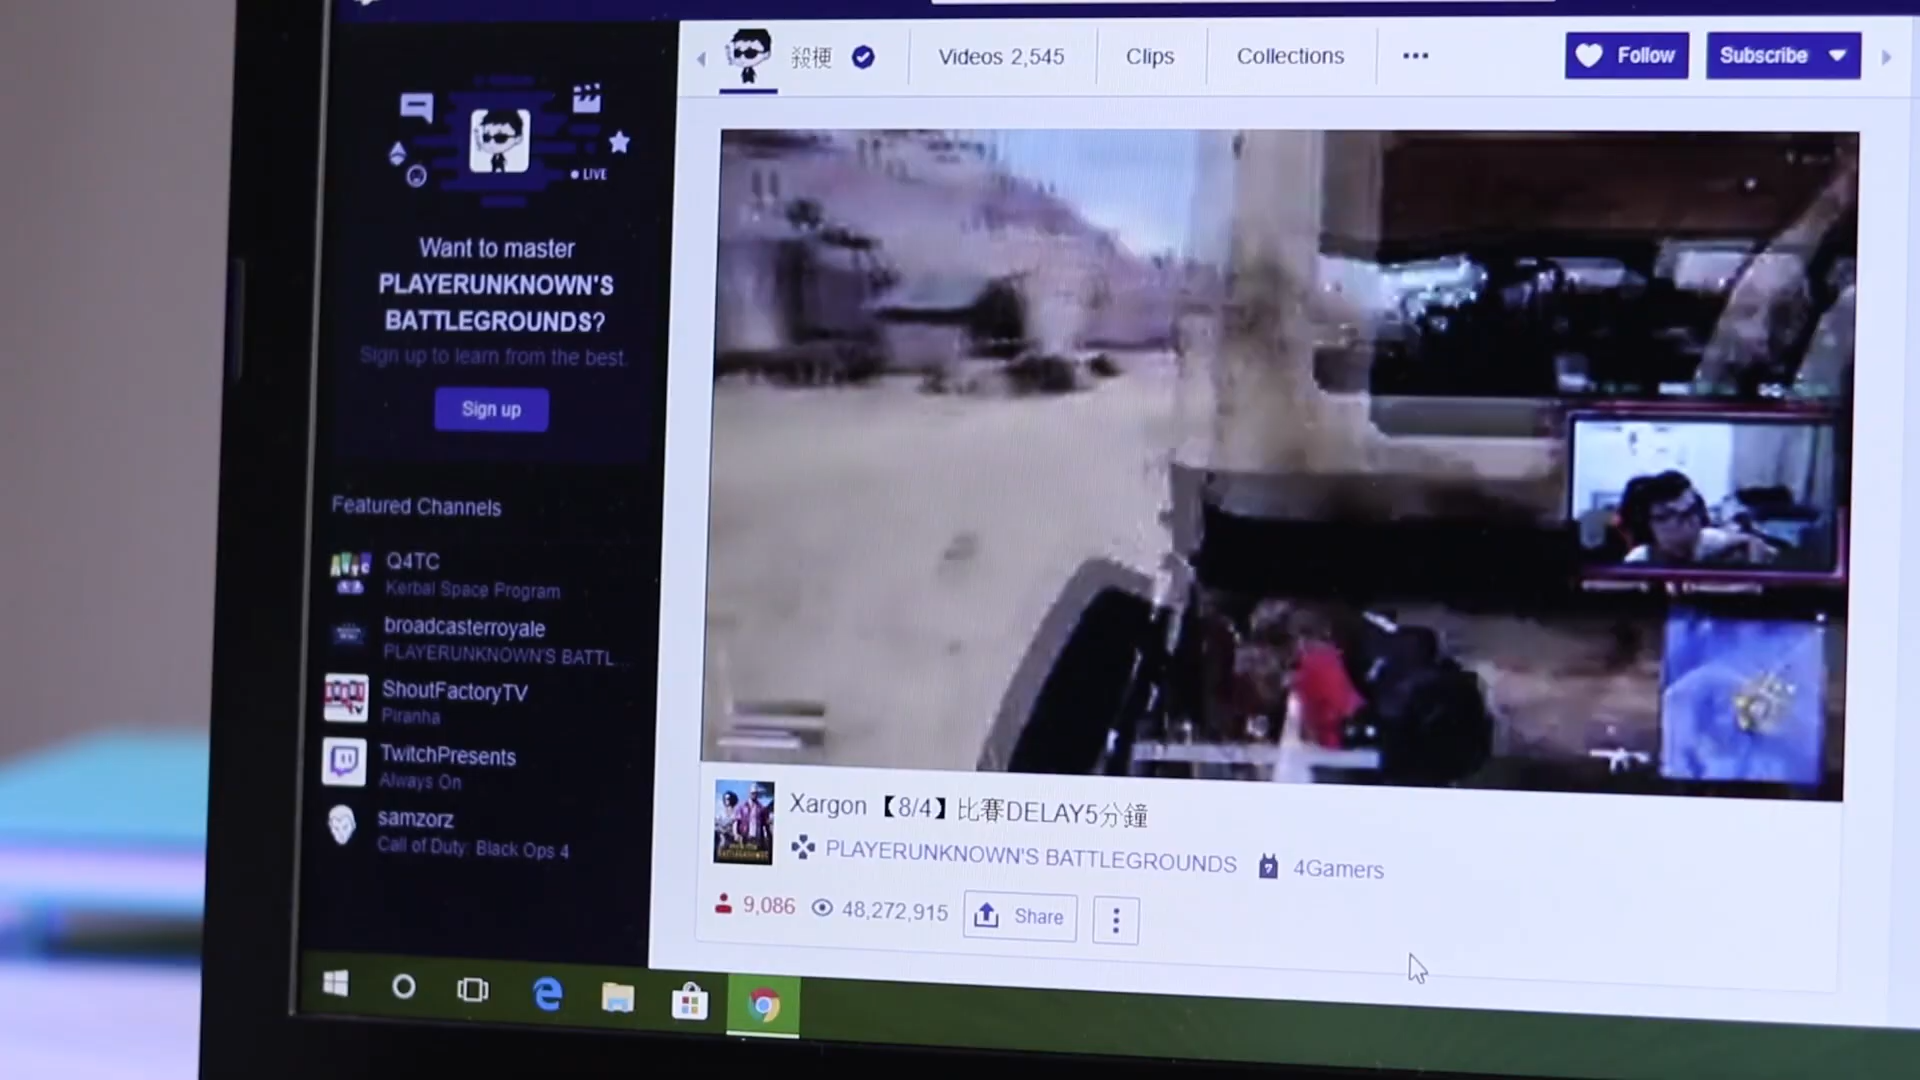 殺梗
Videos 2,545
Clips
Collections
Follow
Subscribe
LIVE
Want to master
PLAYERUNKNOWN'S
BATTLEGROUNDS?
Sign up to learn from the best.
Sign up
Featured Channels
Q4TC
Kerbal Space Program
broadcasterroyale
PLAYERUNKNOWN'S BATTL...
ShoutFactoryTV
Piranha
TwitchPresents
Always On
samzorz
Call of Duty: Black Ops 4
Xargon 【8/4】比賽DELAY5分鐘
PLAYERUNKNOWN'S BATTLEGROUNDS
4Gamers
9,086
48,272,915
Share